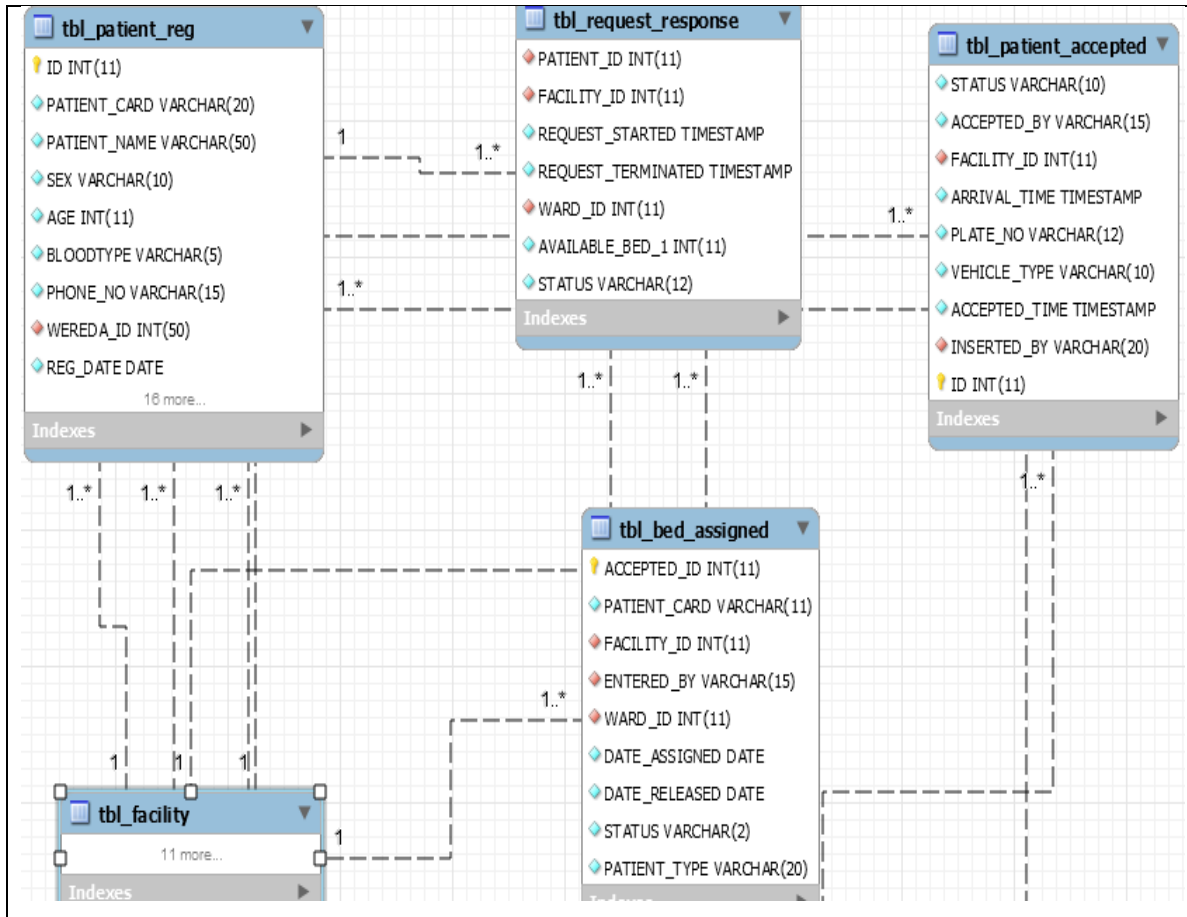 tbl_patient_reg
ID INT(11)
PATIENT_CARD VARCHAR(20)
PATIENT_NAME VARCHAR(50)
SEX VARCHAR(10)
AGE INT(11)
BLOODTYPE VARCHAR(5)
PHONE_NO VARCHAR(15)
WEREDA_ID INT(50)
REG_DATE DATE
16 more...
Indexes
1
1..*
1..*
tbl_request_response
PATIENT_ID INT(11)
FACILITY_ID INT(11)
REQUEST_STARTED TIMESTAMP
REQUEST_TERMINATED TIMESTAMP
WARD_ID INT(11)
AVAILABLE_BED_1 INT(11)
STATUS VARCHAR(12)
Indexes
1..*
tbl_patient_accepted
STATUS VARCHAR(10)
ACCEPTED_BY VARCHAR(15)
FACILITY_ID INT(11)
ARRIVAL_TIME TIMESTAMP
PLATE_NO VARCHAR(12)
VEHICLE_TYPE VARCHAR(10)
ACCEPTED_TIME TIMESTAMP
INSERTED_BY VARCHAR(20)
ID INT(11)
Indexes
1..*
1..*
1..*
1..*
1..*
1..*
tbl_bed_assigned
ACCEPTED_ID INT(11)
PATIENT_CARD VARCHAR(11)
FACILITY_ID INT(11)
ENTERED_BY VARCHAR(15)
WARD_ID INT(11)
DATE_ASSIGNED DATE
DATE_RELEASED DATE
STATUS VARCHAR(2)
PATIENT_TYPE VARCHAR(20)
Indexes
1..*
1
1
1
1
tbl_facility
11 more...
Indexes